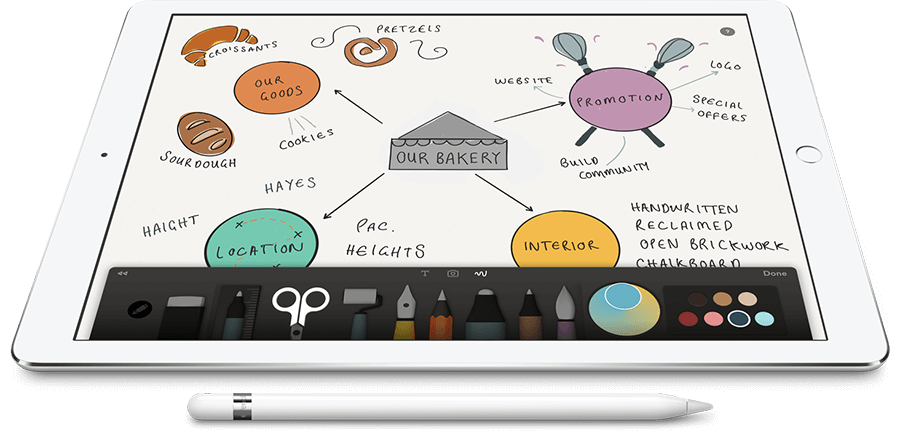 PRETZELS
CROISSANTS
?
OUR
GOODS
WEBSITE
LOGO
PROMOTION
SPECIAL
OFFERS
COOKIES
SOURDOUGH
OUR BAKERY
BUILD
COMMUNITY
HAYES
HAIGHT
LOCATION
PAC.
HEIGHTS
INTERIOR
HANDWRITTEN
RECLAIMED
OPEN BRICKWORK
CHALKBOARD
T
Done